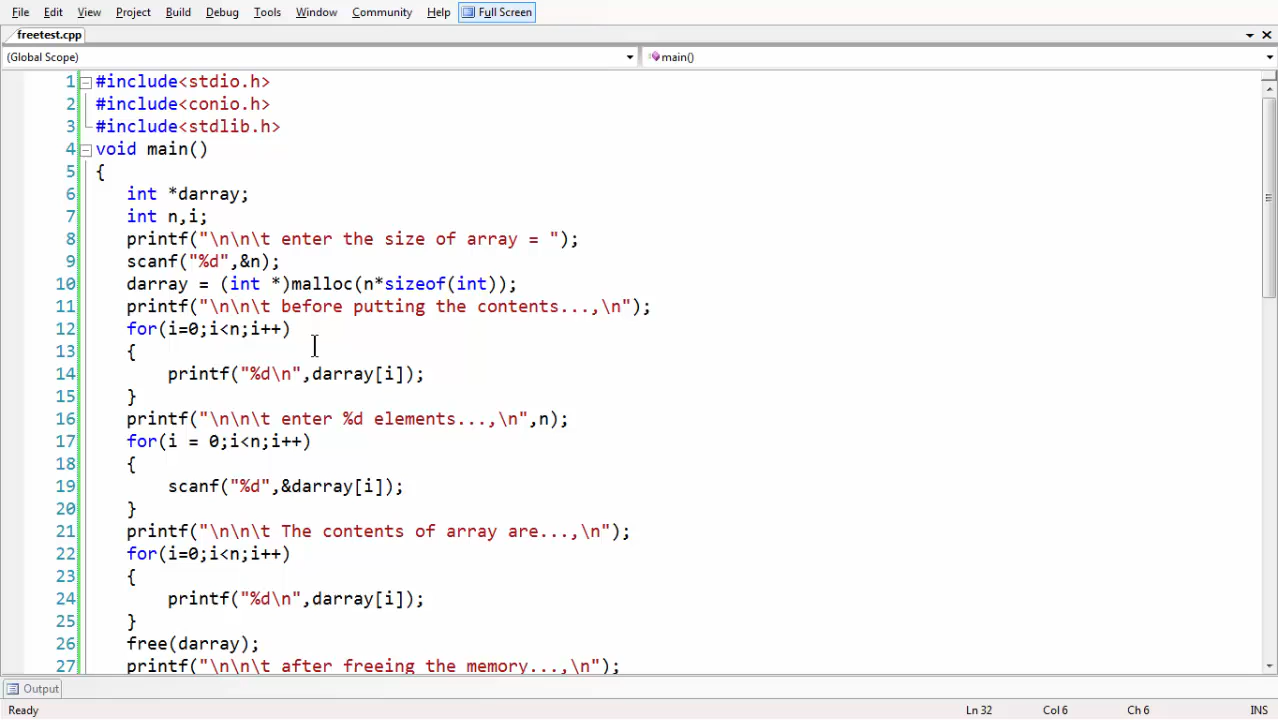 File Edit View Project Build Debug Tools Window Community Help Full Screen
freetest.cpp
(Global Scope) main()
1 #include<stdio.h>
2 #include<conio.h>
3 #include<stdlib.h>
4 void main()
5 {
6 int *darray;
7 int n,i;
8 printf("\n\n\t enter the size of array = ");
9 scanf("%d",&n);
10 darray = (int *)malloc(n*sizeof(int));
11 printf("\n\n\t before putting the contents...,\n");
12 for(i=0;i<n;i++)
13 {
14 printf("%d\n",darray[i]);
15 }
16 printf("\n\n\t enter %d elements...,\n",n);
17 for(i = 0;i<n;i++)
18 {
19 scanf("%d",&darray[i]);
20 }
21 printf("\n\n\t The contents of array are...,\n");
22 for(i=0;i<n;i++)
23 {
24 printf("%d\n",darray[i]);
25 }
26 free(darray);
27 printf("\n\n\t after freeing the memory...,\n");
Output
Ready Ln 32 Col 6 Ch 6 INS